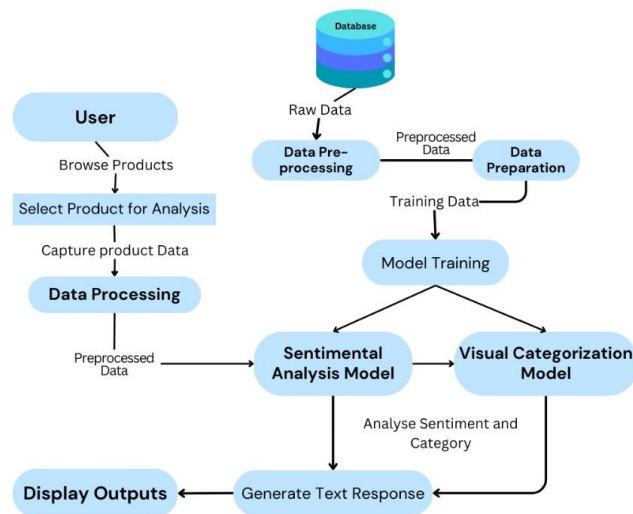 Database
Raw Data
User
Browse Products
Select Product for Analysis
Capture product Data
Data Processing
Preprocessed
Data
Data Pre-
processing
Preprocessed
Data
Data
Preparation
Training Data
Model Training
Sentimental
Analysis Model
Visual Categorization
Model
Analyse Sentiment and
Category
Generate Text Response
Display Outputs